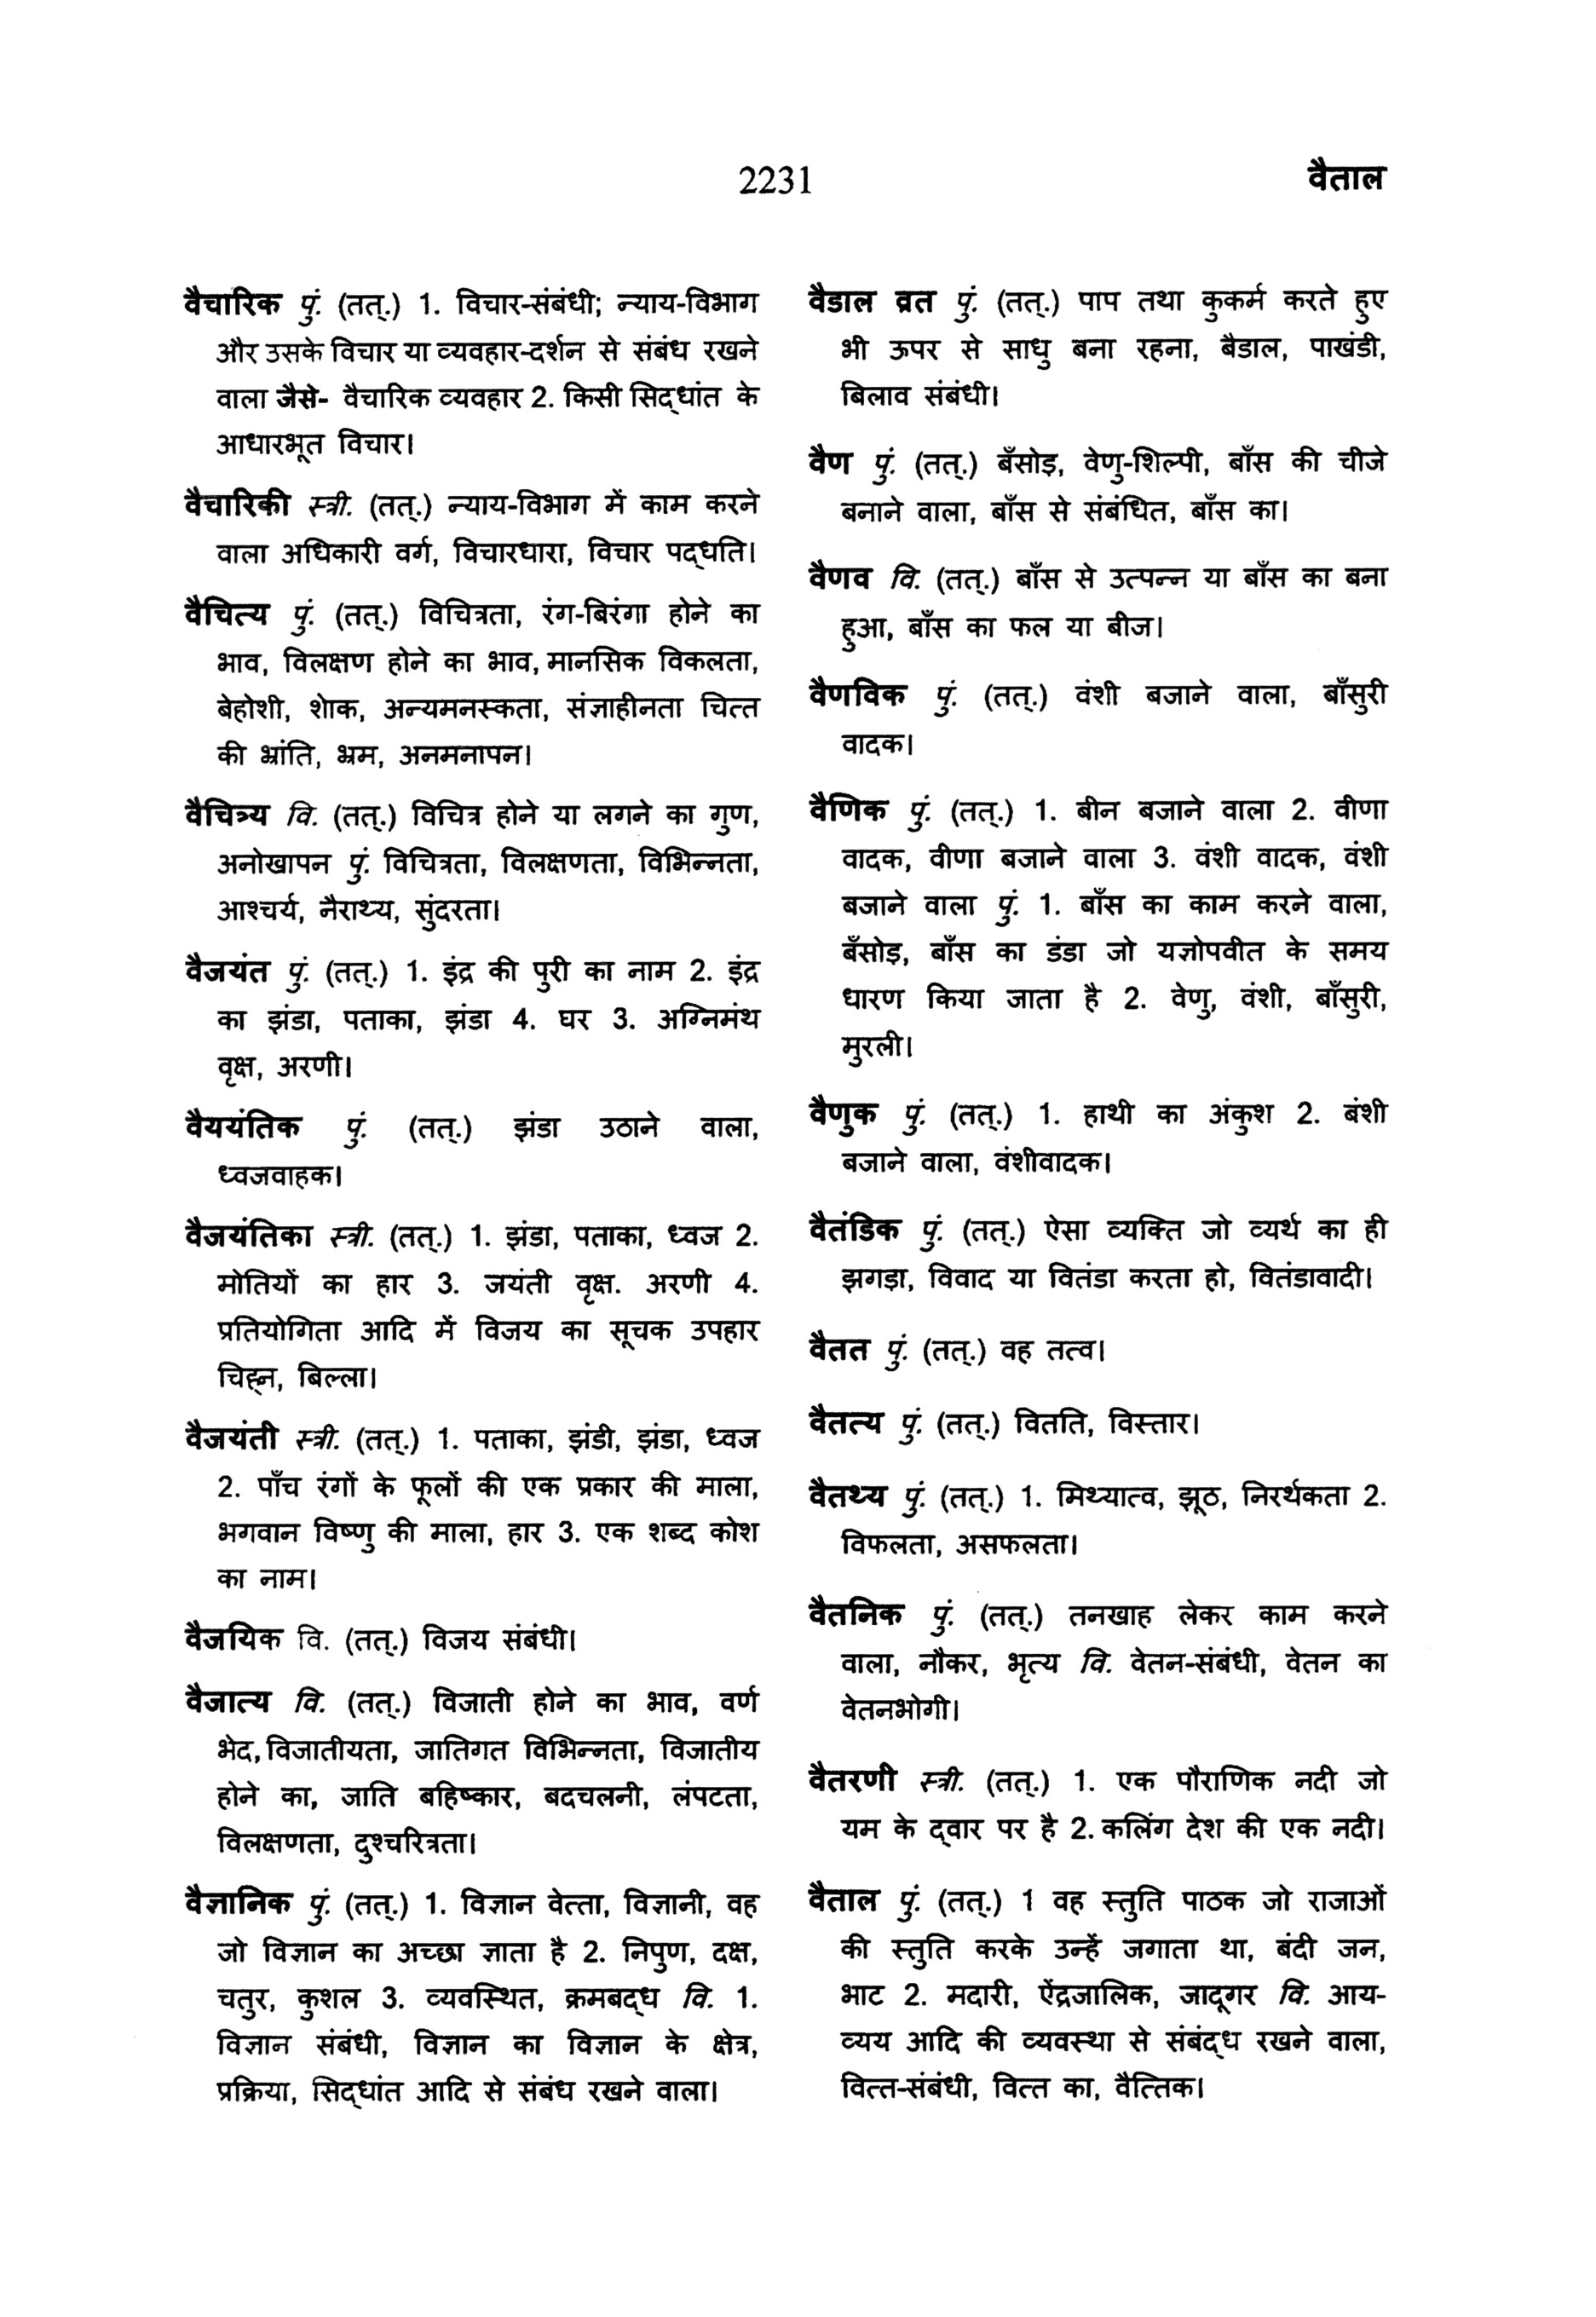 2231
वैताल
वैचारिक पुं. (तत्.) 1. विचार-संबंधी; न्याय-विभाग
और उसके विचार या व्यवहार-दर्शन से संबंध रखने
वाला जैसे- वैचारिक व्यवहार 2. किसी सिद्धांत के
आधारभूत विचार।
वैचारिकी स्त्री. (तत्.) न्याय-विभाग में काम करने
वाला अधिकारी वर्ग, विचारधारा, विचार पद्धति।
वैचित्य पुं. (तत्.) विचित्रता, रंग-बिरंगा होने का
भाव, विलक्षण होने का भाव, मानसिक विकलता,
बेहोशी, शोक, अन्यमनस्कता, संज्ञाहीनता चित्त
की भ्रांति, भ्रम, अनमनापन।
वैचित्र्य वि. (तत्.) विचित्र होने या लगने का गुण,
अनोखापन पुं. विचित्रता, विलक्षणता, विभिन्नता,
आश्चर्य, नैराथ्य, सुंदरता।
वैजयंत पुं. (तत्.) 1. इंद्र की पुरी का नाम 2. इंद्र
का झंडा, पताका, झंडा 4. घर 3. अग्निमंथ
वृक्ष, अरणी।
वैययंतिक पुं. (तत्.) झंडा उठाने वाला,
ध्वजवाहक।
वैजयंतिका स्त्री. (तत्.) 1. झंडा, पताका, ध्वज 2.
मोतियों का हार 3. जयंती वृक्ष. अरणी 4.
प्रतियोगिता आदि में विजय का सूचक उपहार
चिह्न, बिल्ला।
वैजयंती स्त्री. (तत्.) 1. पताका, झंडी, झंडा, ध्वज
2. पाँच रंगों के फूलों की एक प्रकार की माला,
भगवान विष्णु की माला, हार 3. एक शब्द कोश
का नाम।
वैजयिक वि. (तत्.) विजय संबंधी।
वैजात्य वि. (तत्.) विजाती होने का भाव, वर्ण
भेद, विजातीयता, जातिगत विभिन्नता, विजातीय
होने का, जाति बहिष्कार, बदचलनी, लंपटता,
विलक्षणता, दुश्चरित्रता।
वैज्ञानिक पुं. (तत्.) 1. विज्ञान वेत्ता, विज्ञानी, वह
जो विज्ञान का अच्छा ज्ञाता है 2. निपुण, दक्ष,
चतुर, कुशल 3. व्यवस्थित, क्रमबद्ध वि. 1.
विज्ञान संबंधी, विज्ञान का विज्ञान के क्षेत्र,
प्रक्रिया, सिद्धांत आदि से संबंध रखने वाला।
वैडाल व्रत पुं. (तत्.) पाप तथा कुकर्म करते हुए
भी ऊपर से साधु बना रहना, बैडाल, पाखंडी,
बिलाव संबंधी।
वैण पुं. (तत्.) बँसोड़, वेणु-शिल्पी, बाँस की चीजे
बनाने वाला, बाँस से संबंधित, बाँस का।
वैणव वि. (तत्.) बाँस से उत्पन्न या बाँस का बना
हुआ, बाँस का फल या बीज।
वैणविक पुं. (तत्.) वंशी बजाने वाला, बाँसुरी
वादक।
वैणिक पुं. (तत्.) 1. बीन बजाने वाला 2. वीणा
वादक, वीणा बजाने वाला 3. वंशी वादक, वंशी
बजाने वाला पुं. 1. बाँस का काम करने वाला,
बँसोड़, बाँस का डंडा जो यज्ञोपवीत के समय
धारण किया जाता है 2. वेणु, वंशी, बाँसुरी,
मुरली।
वैणुक पुं. (तत्.) 1. हाथी का अंकुश 2. बंशी
बजाने वाला, वंशीवादक।
वैतंडिक पुं. (तत्.) ऐसा व्यक्ति जो व्यर्थ का ही
झगड़ा, विवाद या वितंडा करता हो, वितंडावादी।
वैतत पुं. (तत्.) वह तत्व।
वैतत्य पुं. (तत्.) वितति, विस्तार।
वैतथ्य पुं. (तत्.) 1. मिथ्यात्व, झूठ, निरर्थकता 2.
विफलता, असफलता।
वैतनिक पुं. (तत्.) तनखाह लेकर काम करने
वाला, नौकर, भृत्य वि. वेतन-संबंधी, वेतन का
वेतनभोगी।
वैतरणी स्त्री. (तत्.) 1. एक पौराणिक नदी जो
यम के द्वार पर है 2. कलिंग देश की एक नदी।
वैताल पुं. (तत्.) 1 वह स्तुति पाठक जो राजाओं
की स्तुति करके उन्हें जगाता था, बंदी जन,
भाट 2. मदारी, ऐंद्रजालिक, जादूगर वि. आय-
व्यय आदि की व्यवस्था से संबंद्ध रखने वाला,
वित्त-संबंधी, वित्त का, वैत्तिक।